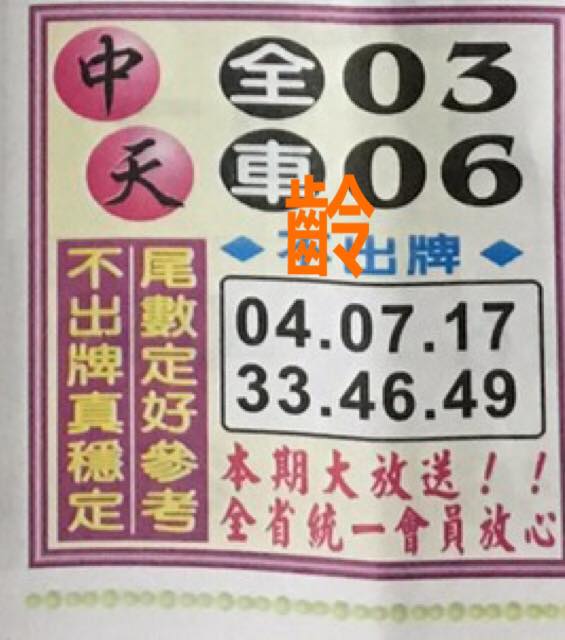 中 全 03
天 車 06
齡
不出牌
04.07.17
33.46.49
尾數定好參考
不出牌真穩定
本期大放送！！
全省統一會員放心